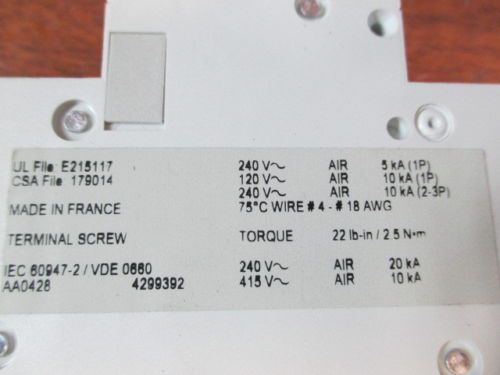 UL File: E215117 240 V~ AIR 5 kA (1P)
CSA File 179014 120 V~ AIR 10 kA (1P)
240 V~ AIR 10 kA (2-3P)
MADE IN FRANCE 75°C WIRE # 4 - # 18 AWG
TERMINAL SCREW TORQUE 22 lb-in / 2.5 N•m
IEC 60947-2 / VDE 0660 240 V~ AIR 20 kA
AA0428 4299392 415 V~ AIR 10 kA